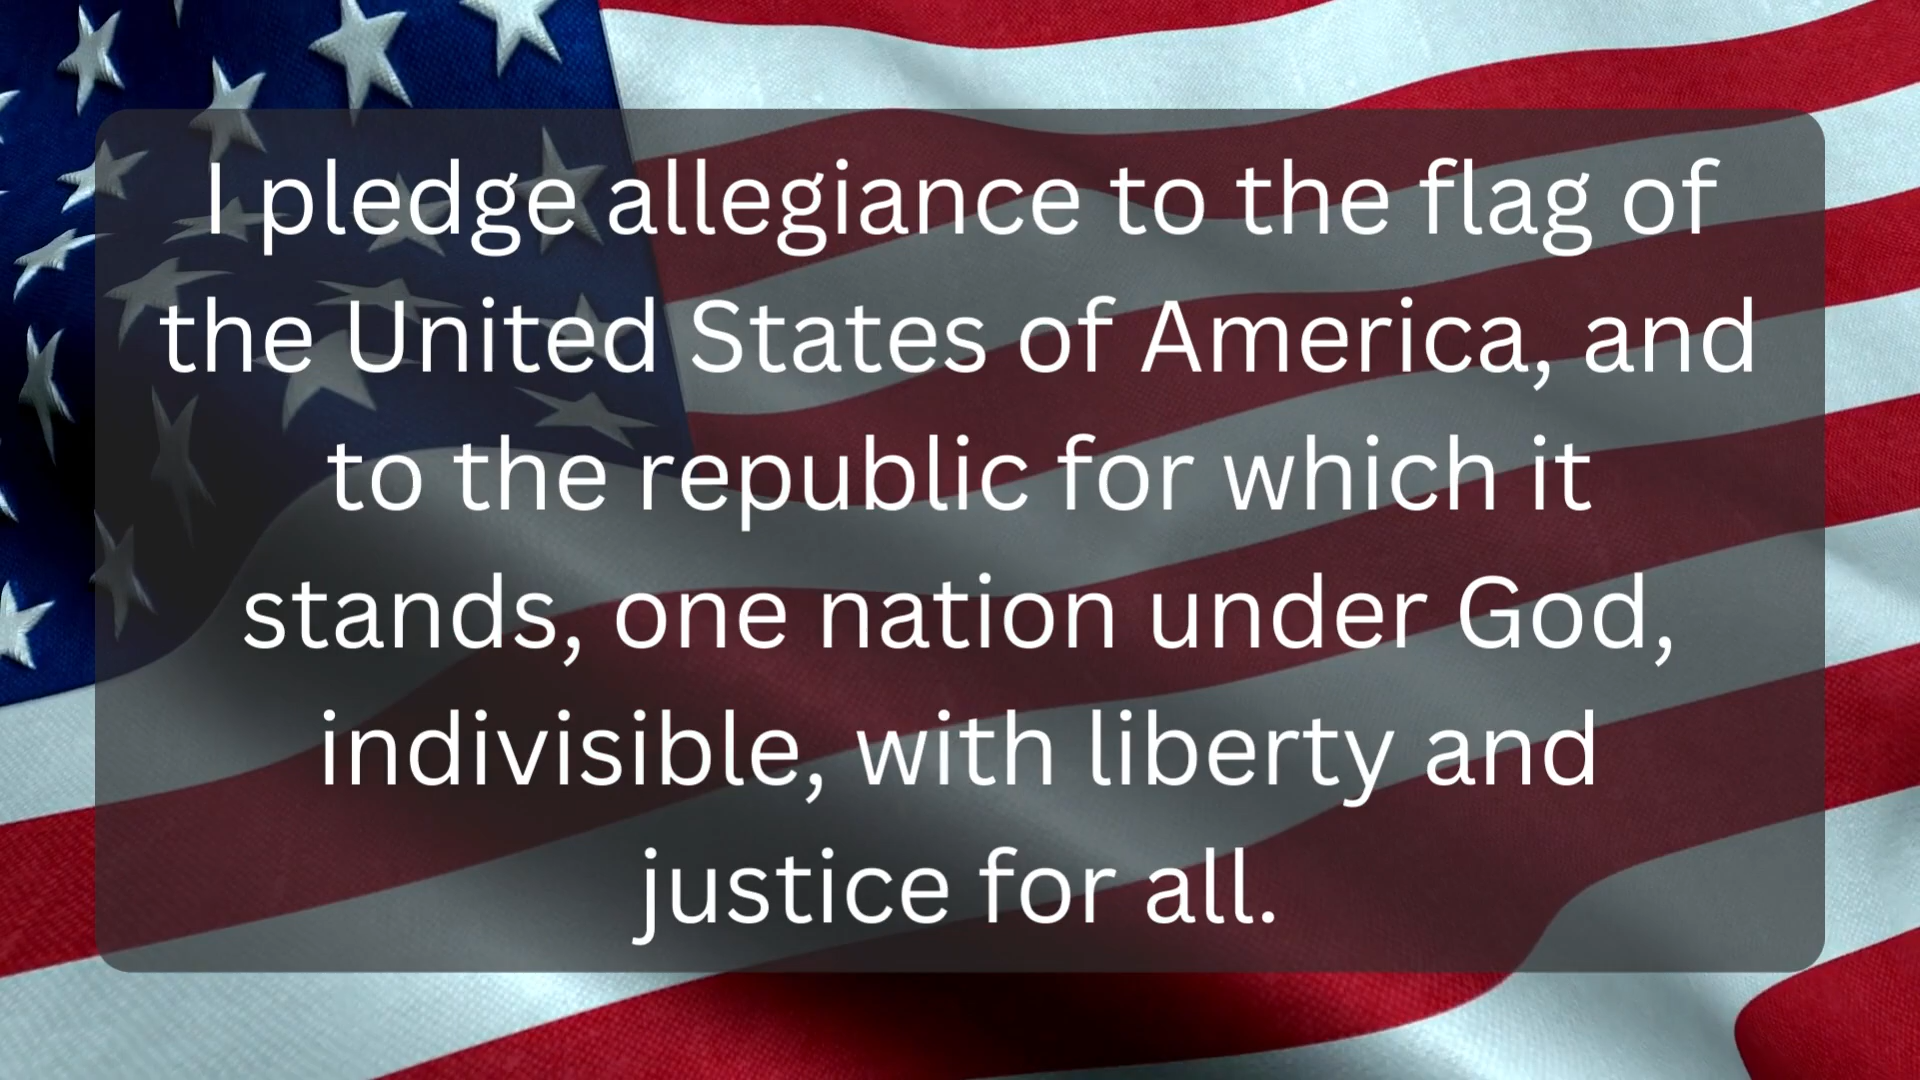 I pledge allegiance to the flag of
the United States of America, and
to the republic for which it
stands, one nation under God,
indivisible, with liberty and
justice for all.